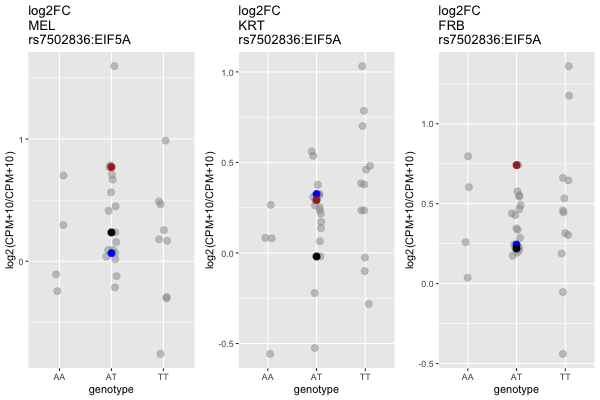 log2FC
MEL
rs7502836:EIF5A
log2(CPM+10/CPM+10)
1
0
AA
AT
TT
genotype
log2FC
KRT
rs7502836:EIF5A
log2(CPM+10/CPM+10)
1.0
0.5
0.0
-0.5
AA
AT
TT
genotype
log2FC
FRB
rs7502836:EIF5A
log2(CPM+10/CPM+10)
1.0
0.5
0.0
-0.5
AA
AT
TT
genotype